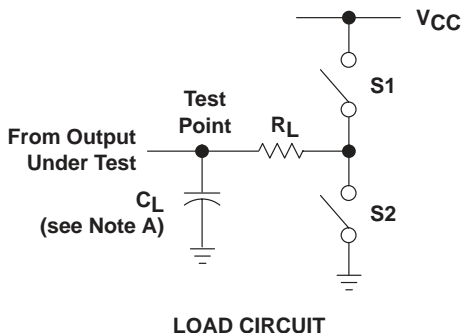 VCC
S1
Test
Point
RL
From Output
Under Test
CL
(see Note A)
S2
LOAD CIRCUIT